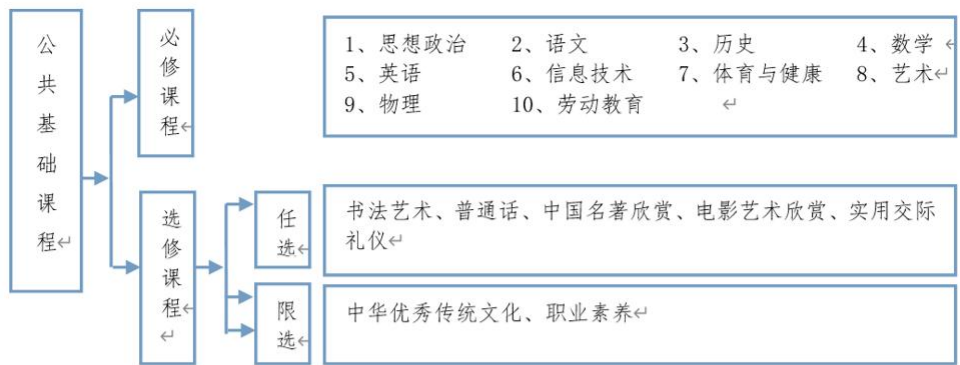 公共基础课程
必修课程
1、思想政治 2、语文 3、历史 4、数学
5、英语 6、信息技术 7、体育与健康 8、艺术
9、物理 10、劳动教育
选修课程
任选
书法艺术、普通话、中国名著欣赏、电影艺术欣赏、实用交际
礼仪
限选
中华优秀传统文化、职业素养